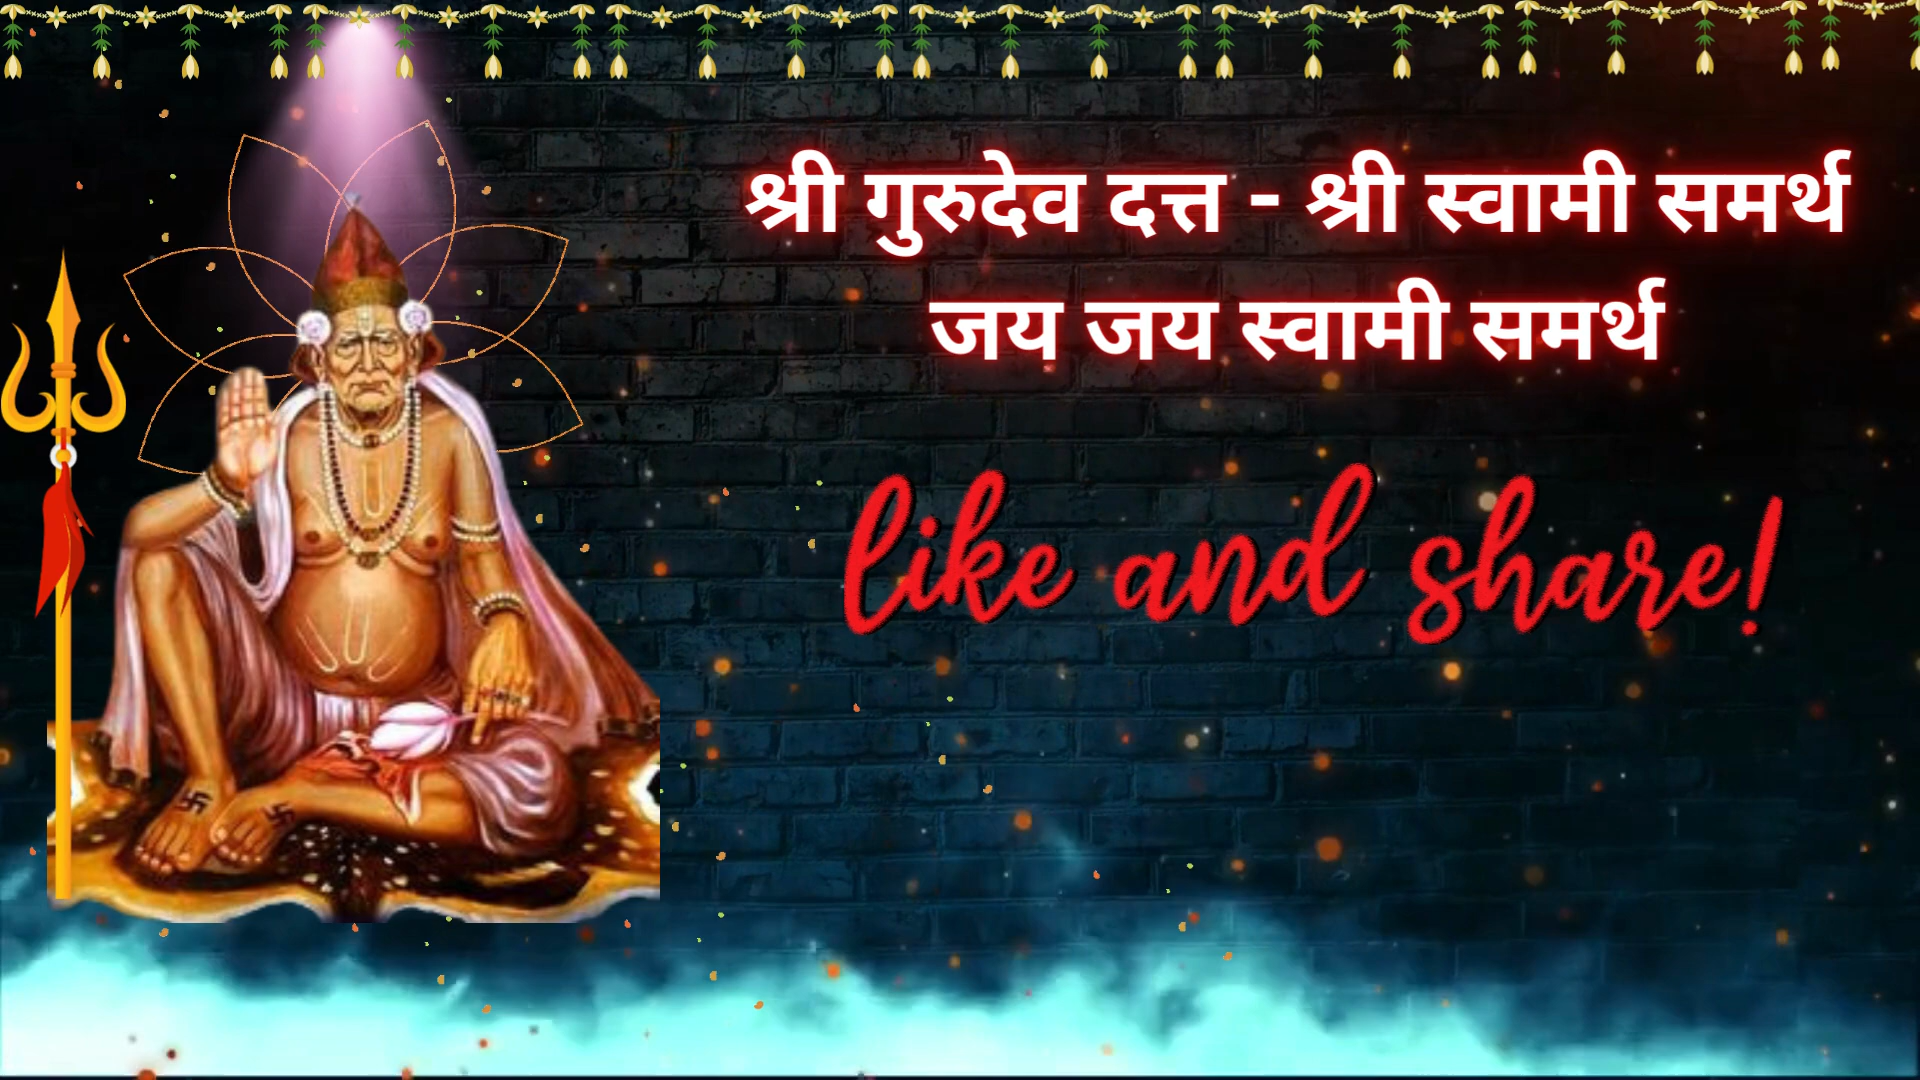 श्री गुरुदेव दत्त - श्री स्वामी समर्थ
जय जय स्वामी समर्थ
like and share!